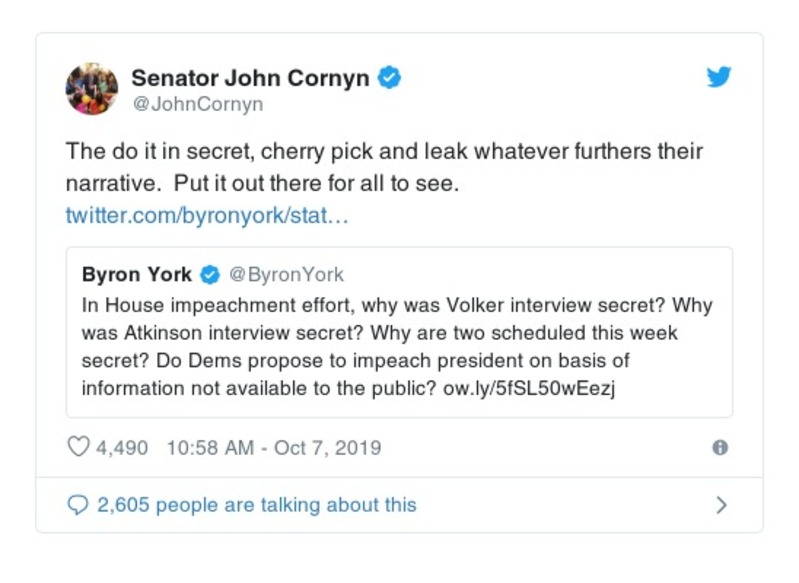 Senator John Cornyn
@JohnCornyn
The do it in secret, cherry pick and leak whatever furthers their
narrative.  Put it out there for all to see.
twitter.com/byronyork/stat…
Byron York @ByronYork
In House impeachment effort, why was Volker interview secret? Why
was Atkinson interview secret? Why are two scheduled this week
secret? Do Dems propose to impeach president on basis of
information not available to the public? ow.ly/5fSL50wEezj
4,490 10:58 AM - Oct 7, 2019
2,605 people are talking about this